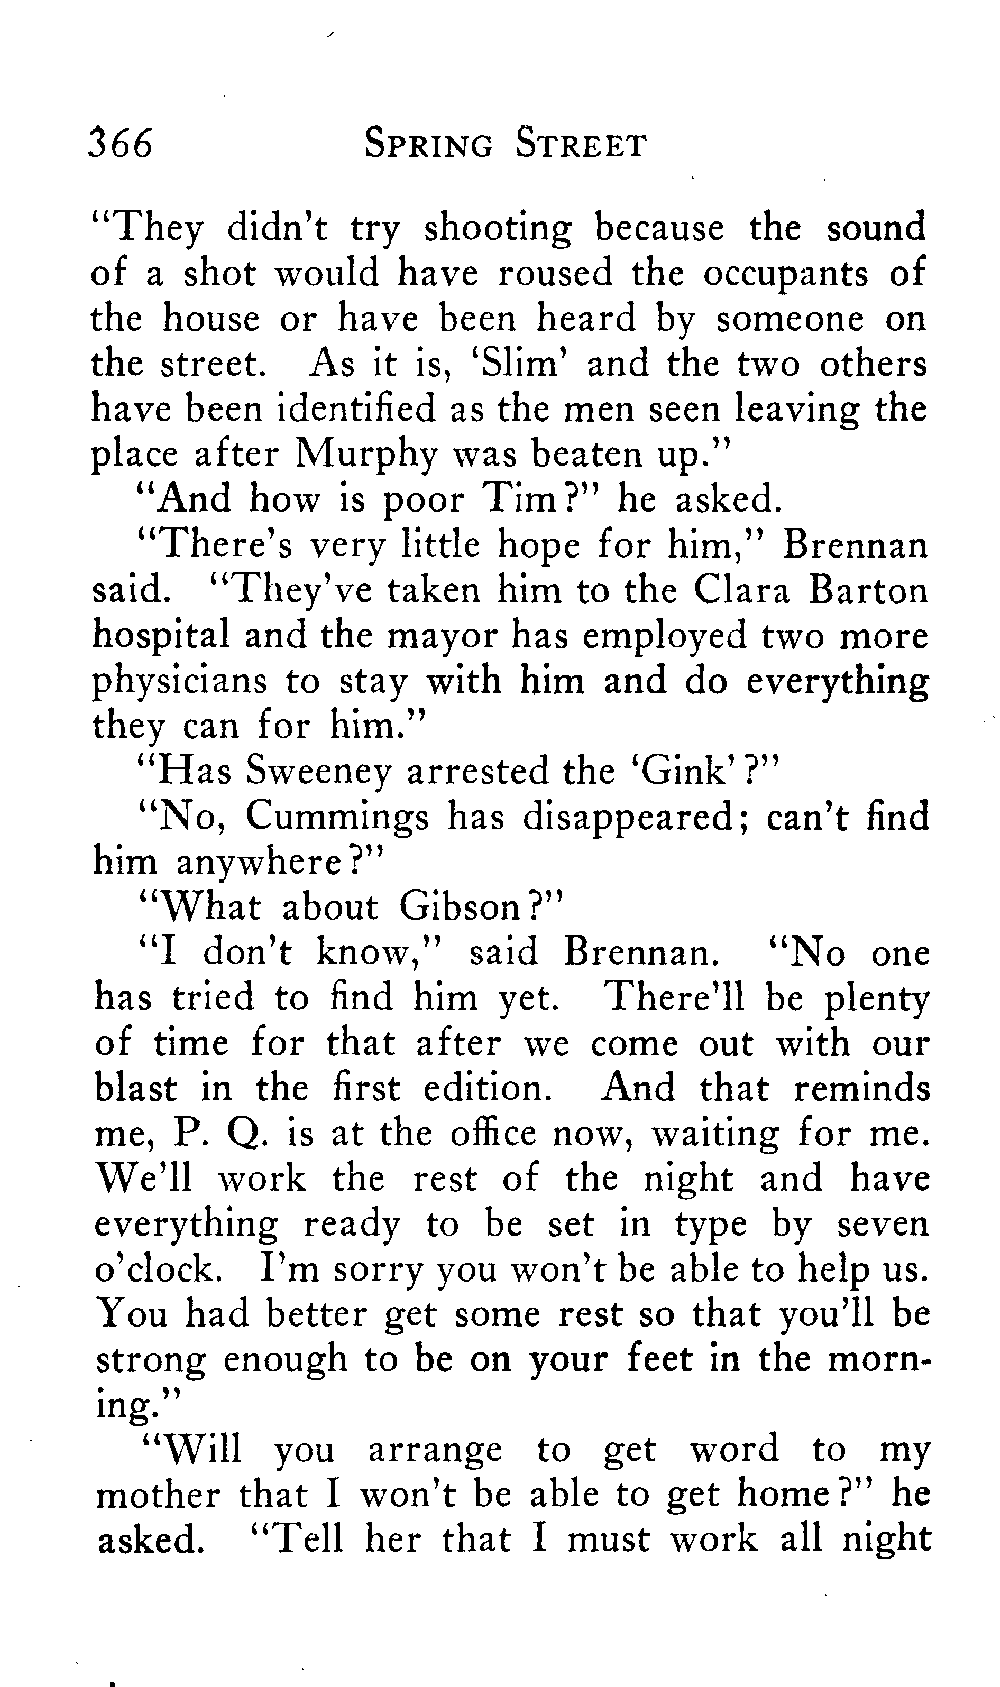 366 SPRING STREET
“They didn’t try shooting because the sound
of a shot would have roused the occupants of
the house or have been heard by someone on
the street. As it is, ‘Slim’ and the two others
have been identified as the men seen leaving the
place after Murphy was beaten up.”
“And how is poor Tim?” he asked.
“There’s very little hope for him,” Brennan
said. “They’ve taken him to the Clara Barton
hospital and the mayor has employed two more
physicians to stay with him and do everything
they can for him.”
“Has Sweeney arrested the ‘Gink’?”
“No, Cummings has disappeared; can’t find
him anywhere?”
“What about Gibson?”
“I don’t know,” said Brennan. “No one
has tried to find him yet. There’ll be plenty
of time for that after we come out with our
blast in the first edition. And that reminds
me, P. Q. is at the office now, waiting for me.
We’ll work the rest of the night and have
everything ready to be set in type by seven
o’clock. I’m sorry you won’t be able to help us.
You had better get some rest so that you’ll be
strong enough to be on your feet in the morn-
ing.”
“Will you arrange to get word to my
mother that I won’t be able to get home?” he
asked. “Tell her that I must work all night